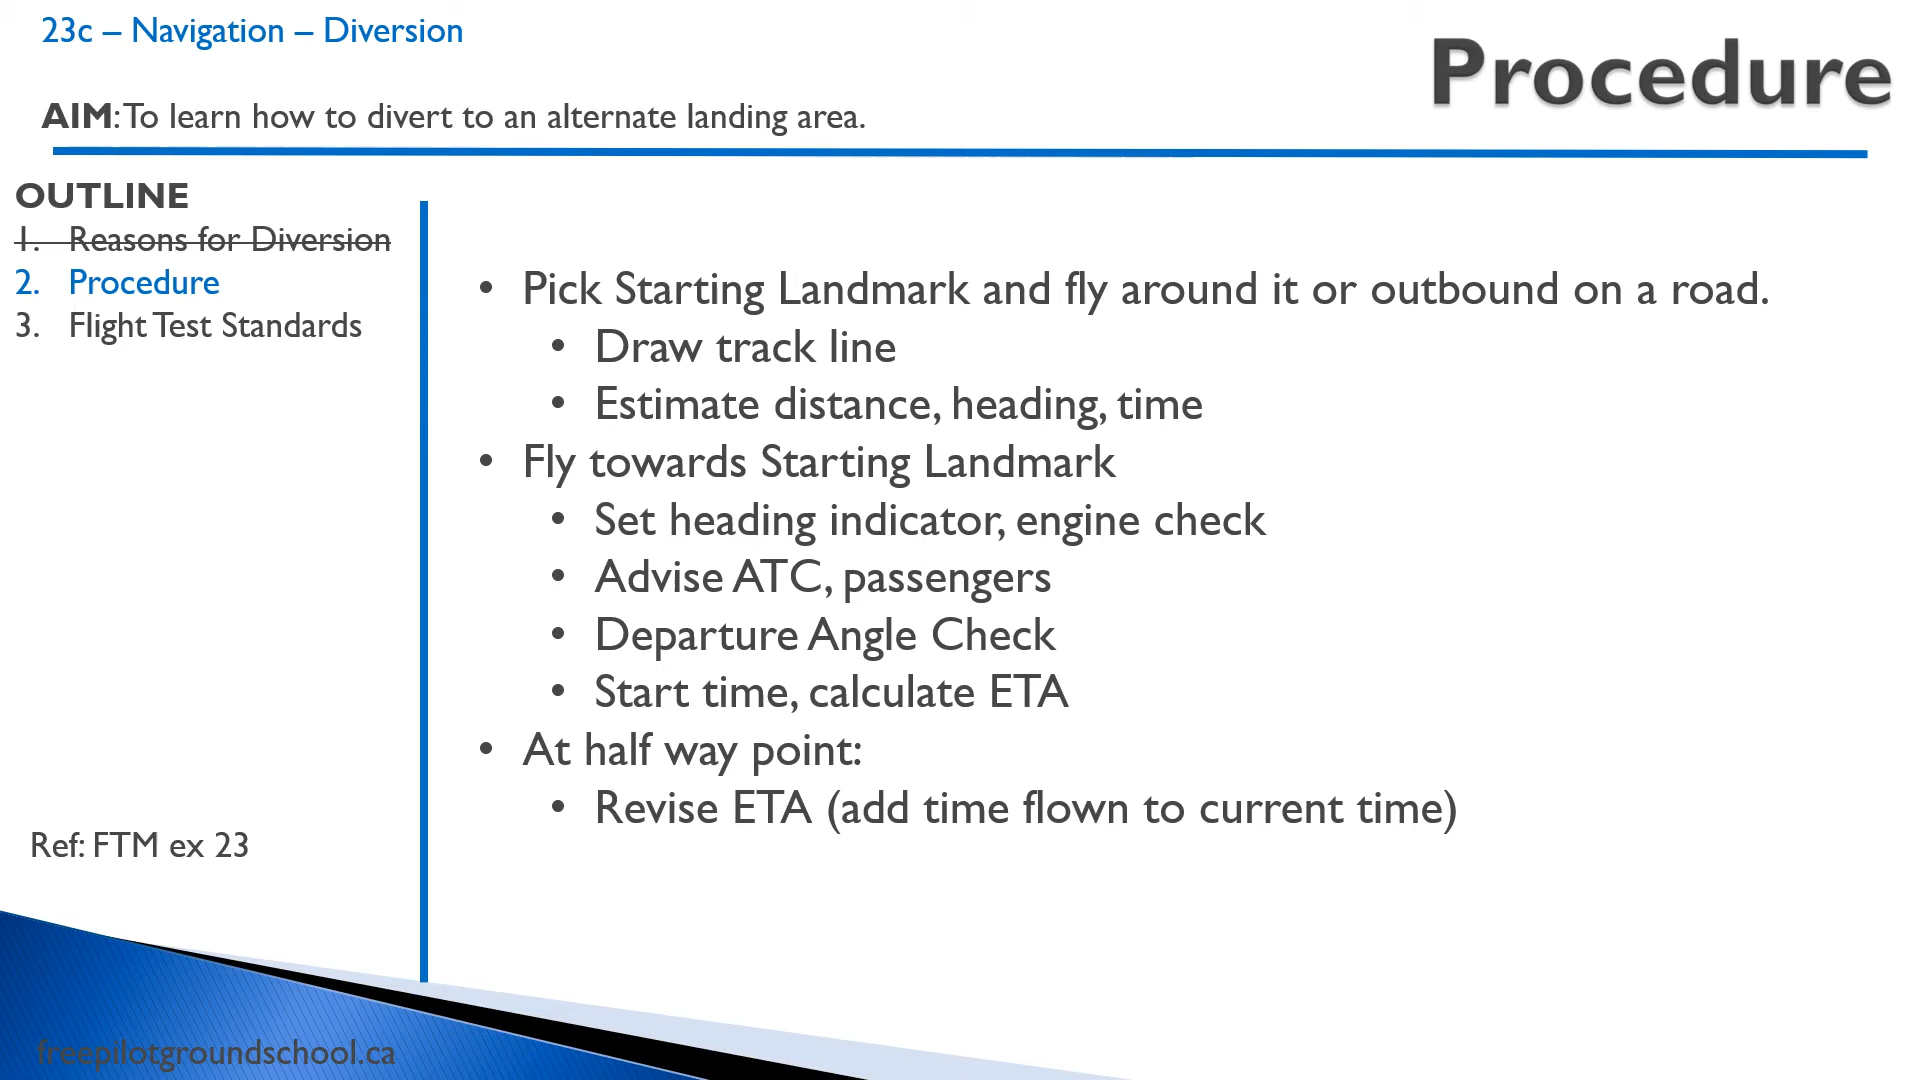 23c – Navigation – Diversion
Procedure
AIM: To learn how to divert to an alternate landing area.
OUTLINE
1. Reasons for Diversion
2. Procedure
3. Flight Test Standards
• Pick Starting Landmark and fly around it or outbound on a road.
• Draw track line
• Estimate distance, heading, time
• Fly towards Starting Landmark
• Set heading indicator, engine check
• Advise ATC, passengers
• Departure Angle Check
• Start time, calculate ETA
• At half way point:
• Revise ETA (add time flown to current time)
Ref: FTM ex 23
freepilotgroundschool.ca